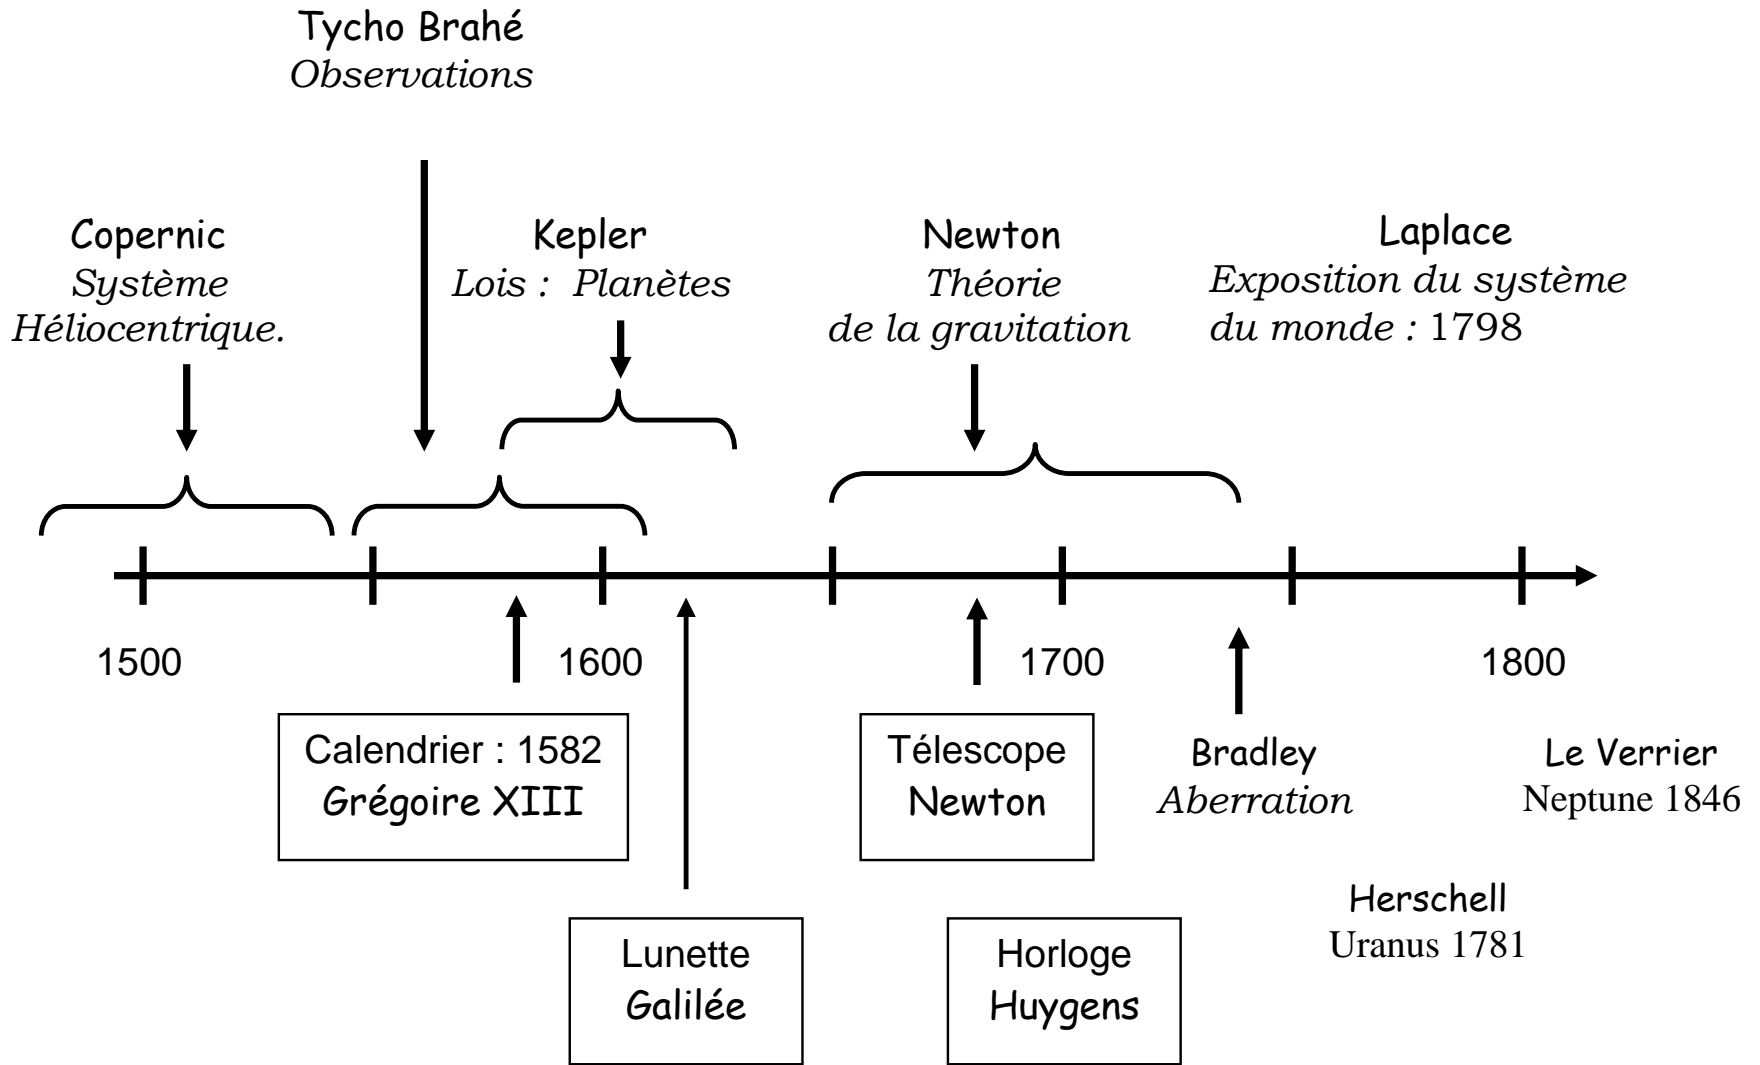 Tycho Brahé
Observations
Copernic
Système
Héliocentrique.
Kepler
Lois : Planètes
Newton
Théorie
de la gravitation
Laplace
Exposition du système
du monde : 1798
1500
1600
1700
1800
Calendrier : 1582
Grégoire XIII
Télescope
Newton
Bradley
Aberration
Le Verrier
Neptune 1846
Herschell
Uranus 1781
Lunette
Galilée
Horloge
Huygens